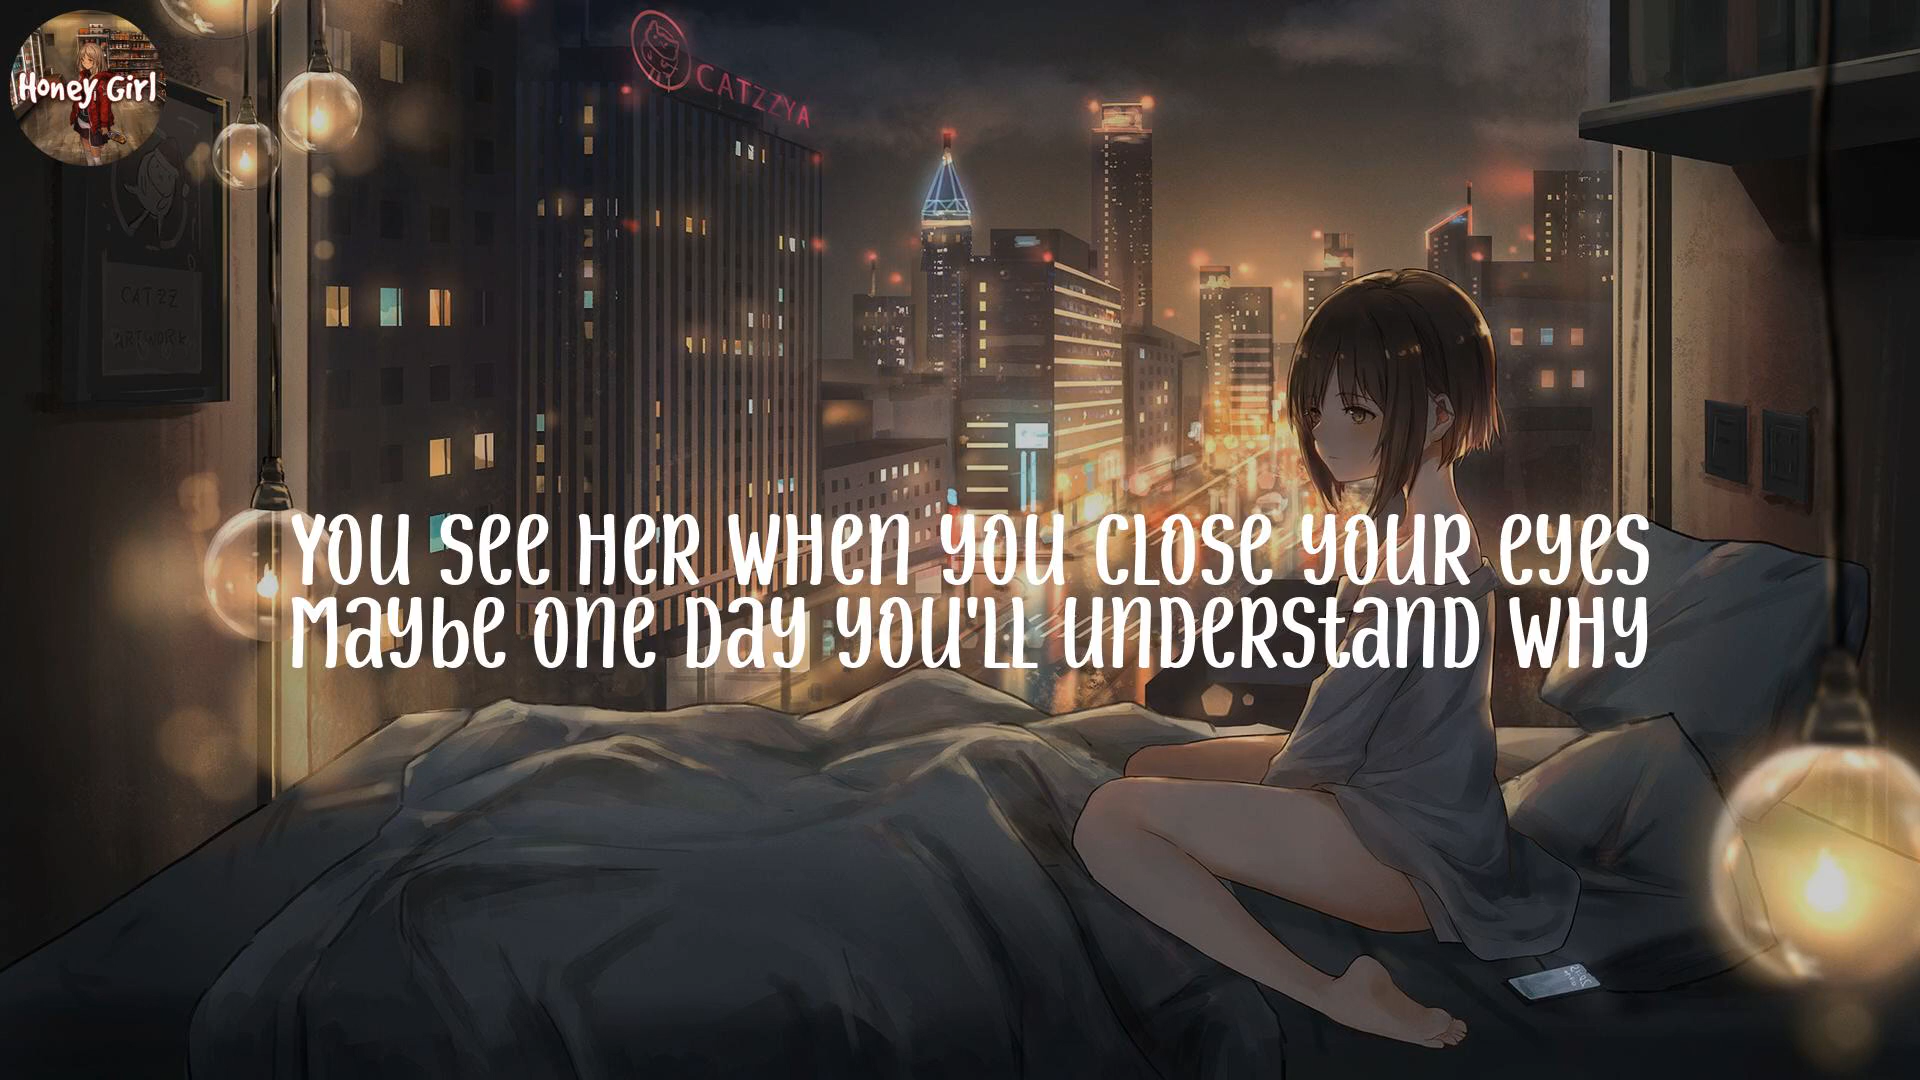 Honey Girl
CATZZYA
CATZZ
ARTWORK
You see her when you close your eyes
Maybe one day you'll understand why